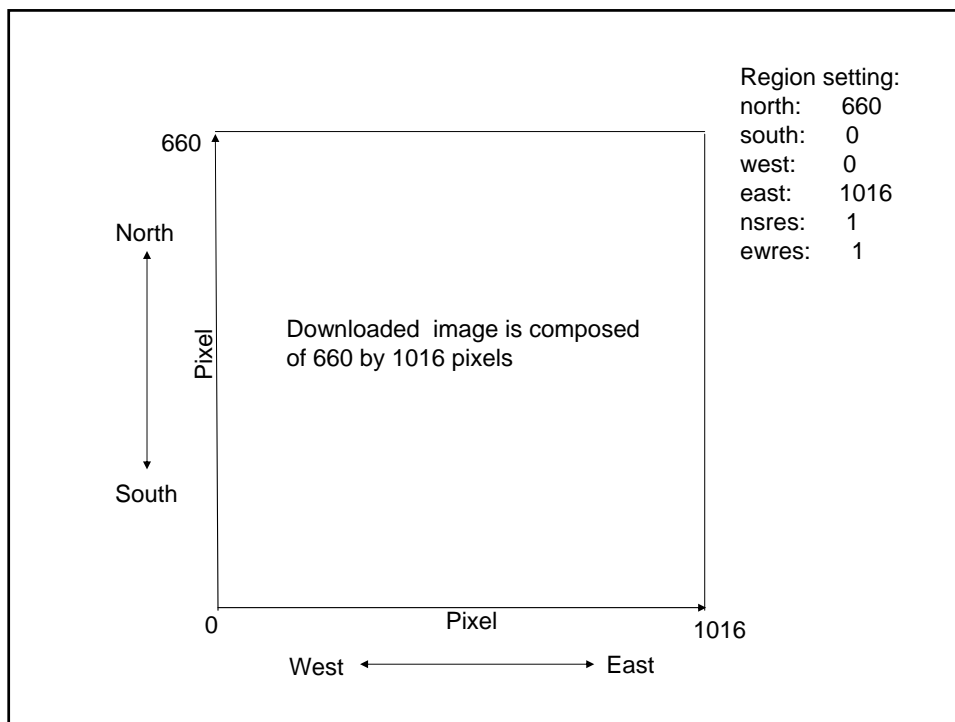 Region setting:
north: 660
south: 0
west: 0
east: 1016
nsres: 1
ewres: 1
660
North
Pixel
Downloaded image is composed
of 660 by 1016 pixels
South
0
Pixel
1016
West
East